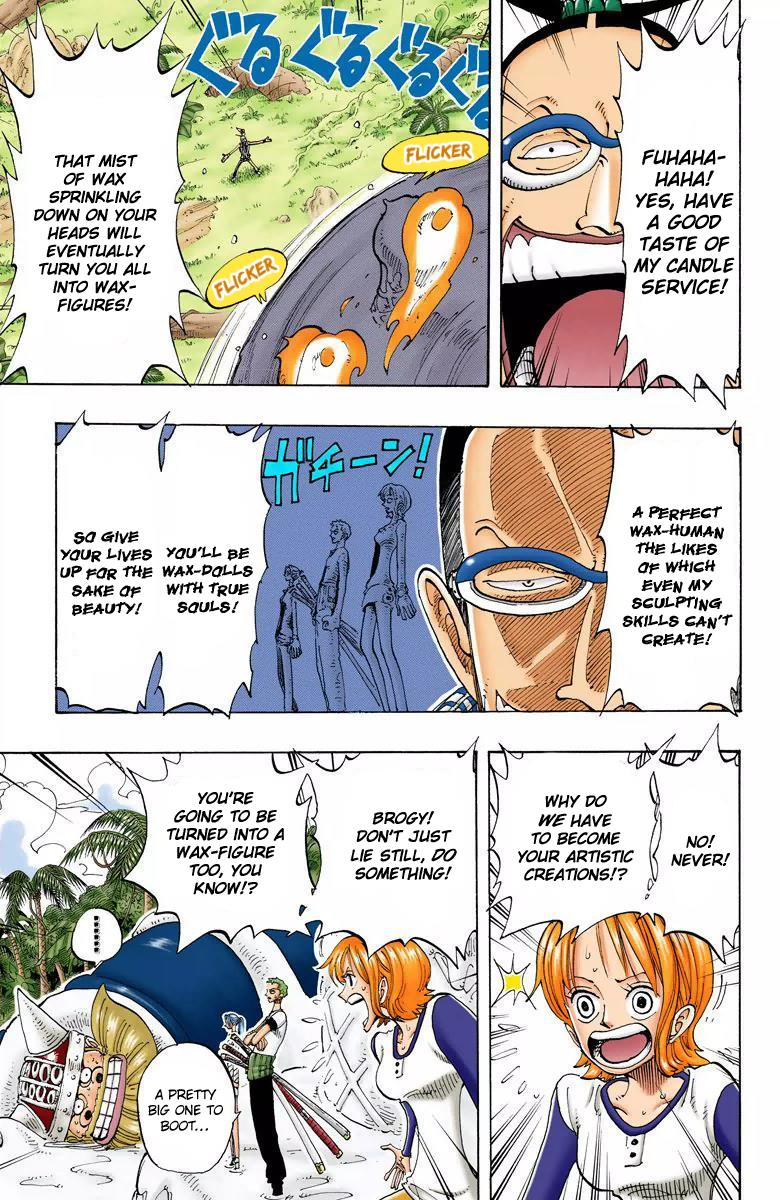 FUHAHA-
HAHA!
YES, HAVE
A GOOD
TASTE OF
MY CANDLE
SERVICE!
ぐるぐるぐるぐる
FLICKER
FLICKER
THAT MIST
OF WAX
SPRINKLING
DOWN ON YOUR
HEADS WILL
EVENTUALLY
TURN YOU ALL
INTO WAX-
FIGURES!
A PERFECT
WAX-HUMAN
THE LIKES
OF WHICH
EVEN MY
SCULPTING
SKILLS CAN'T
CREATE!
ガチーン!
YOU'LL BE
WAX-DOLLS
WITH TRUE
SOULS!
SO GIVE
YOUR LIVES
UP FOR THE
SAKE OF
BEAUTY!
NO!
NEVER!
WHY DO
WE HAVE
TO BECOME
YOUR ARTISTIC
CREATIONS!?
BROGY!
DON'T JUST
LIE STILL, DO
SOMETHING!
YOU'RE
GOING TO
BE TURNED
INTO A
WAX-FIGURE
TOO, YOU
KNOW!?
......
A PRETTY
BIG ONE TO
BOOT...